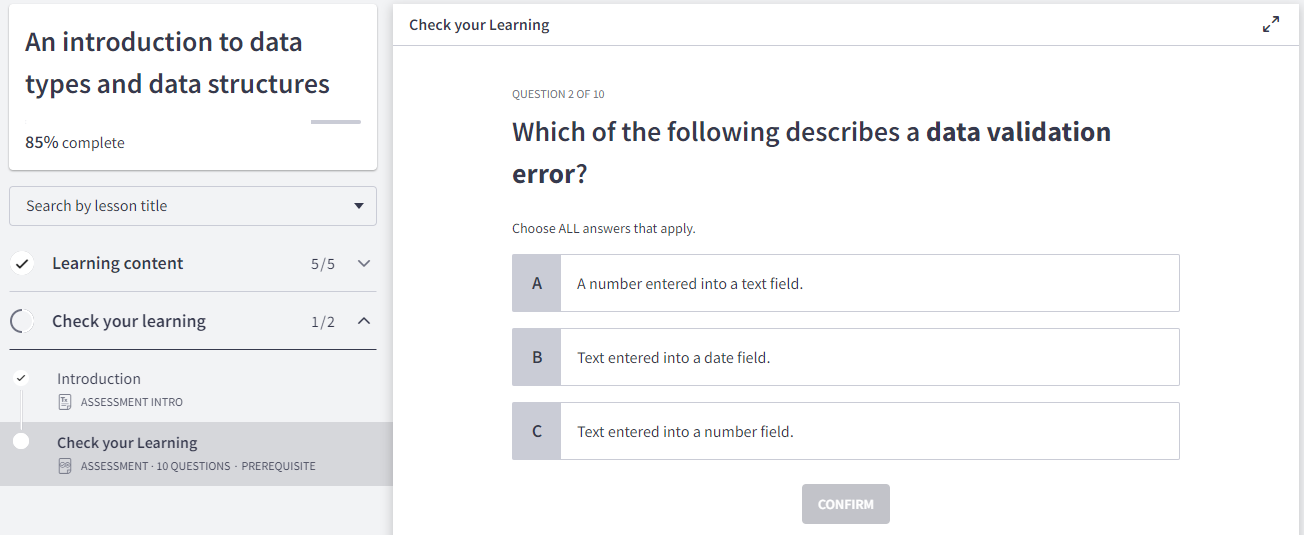 An introduction to data
types and data structures
85% complete
Search by lesson title
Learning content 5/5
Check your learning 1/2
Introduction
ASSESSMENT INTRO
Check your Learning
ASSESSMENT · 10 QUESTIONS · PREREQUISITE
Check your Learning
QUESTION 2 OF 10
Which of the following describes a data validation
error?
Choose ALL answers that apply.
A A number entered into a text field.
B Text entered into a date field.
C Text entered into a number field.
CONFIRM